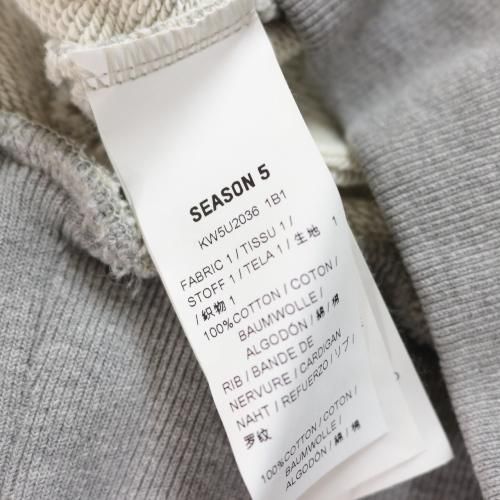 SEASON 5
KW5U2036 1B1
FABRIC 1 / TISSU 1 /
STOFF 1 / TELA 1 / 生地 1
/ 織物 1
100%COTTON / COTON /
BAUMWOLLE /
ALGODÓN / 綿 / 棉
RIB / BANDE DE
NERVURE / CARDIGAN
NAHT / REFUERZO / リブ /
罗纹
100%COTTON / COTON /
BAUMWOLLE /
ALGODÓN / 綿 / 棉